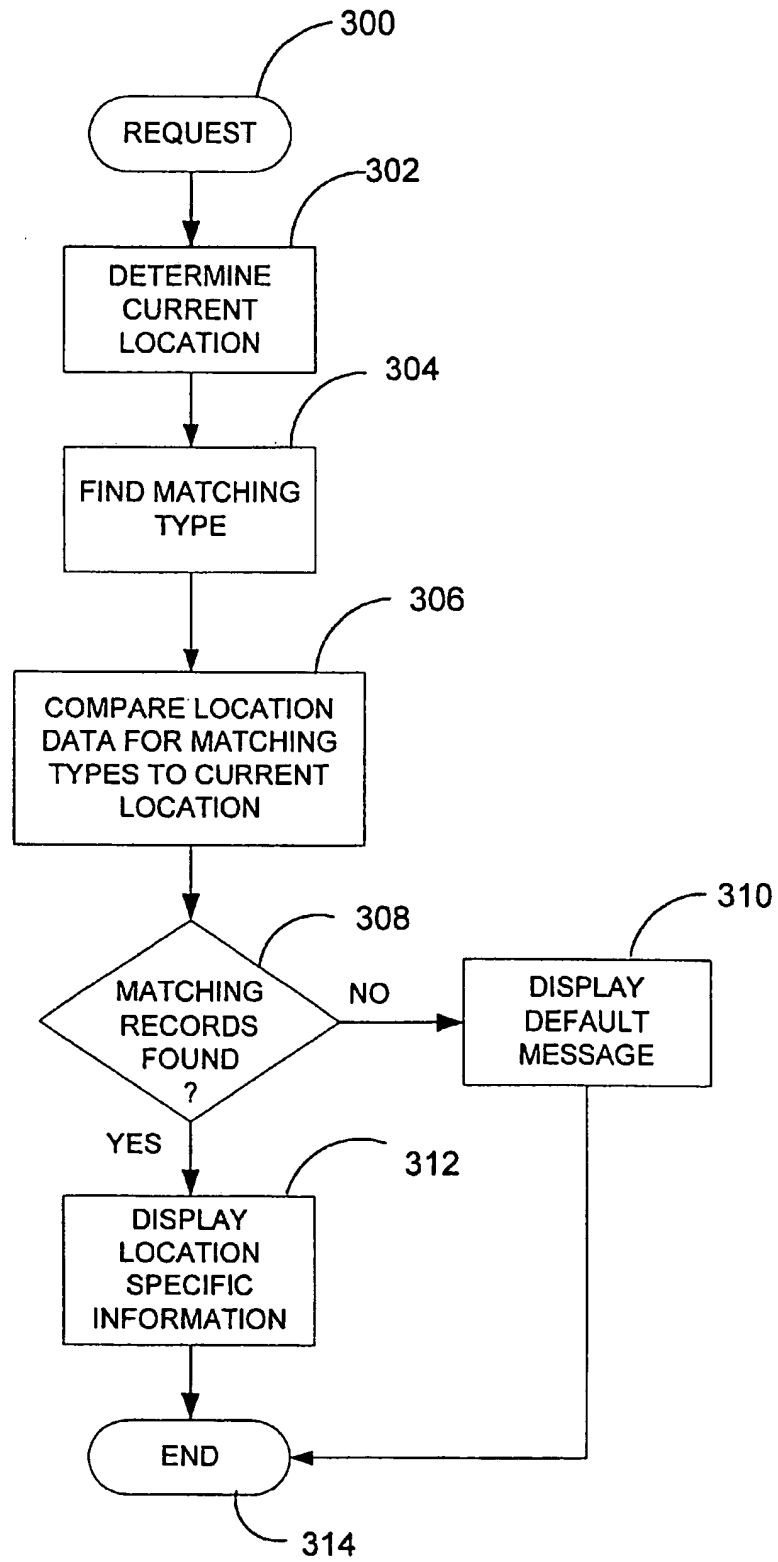 300
REQUEST
302
DETERMINE
CURRENT
LOCATION
304
FIND MATCHING
TYPE
306
COMPARE LOCATION
DATA FOR MATCHING
TYPES TO CURRENT
LOCATION
308
MATCHING
RECORDS
FOUND
?
NO
310
DISPLAY
DEFAULT
MESSAGE
YES
312
DISPLAY
LOCATION
SPECIFIC
INFORMATION
END
314